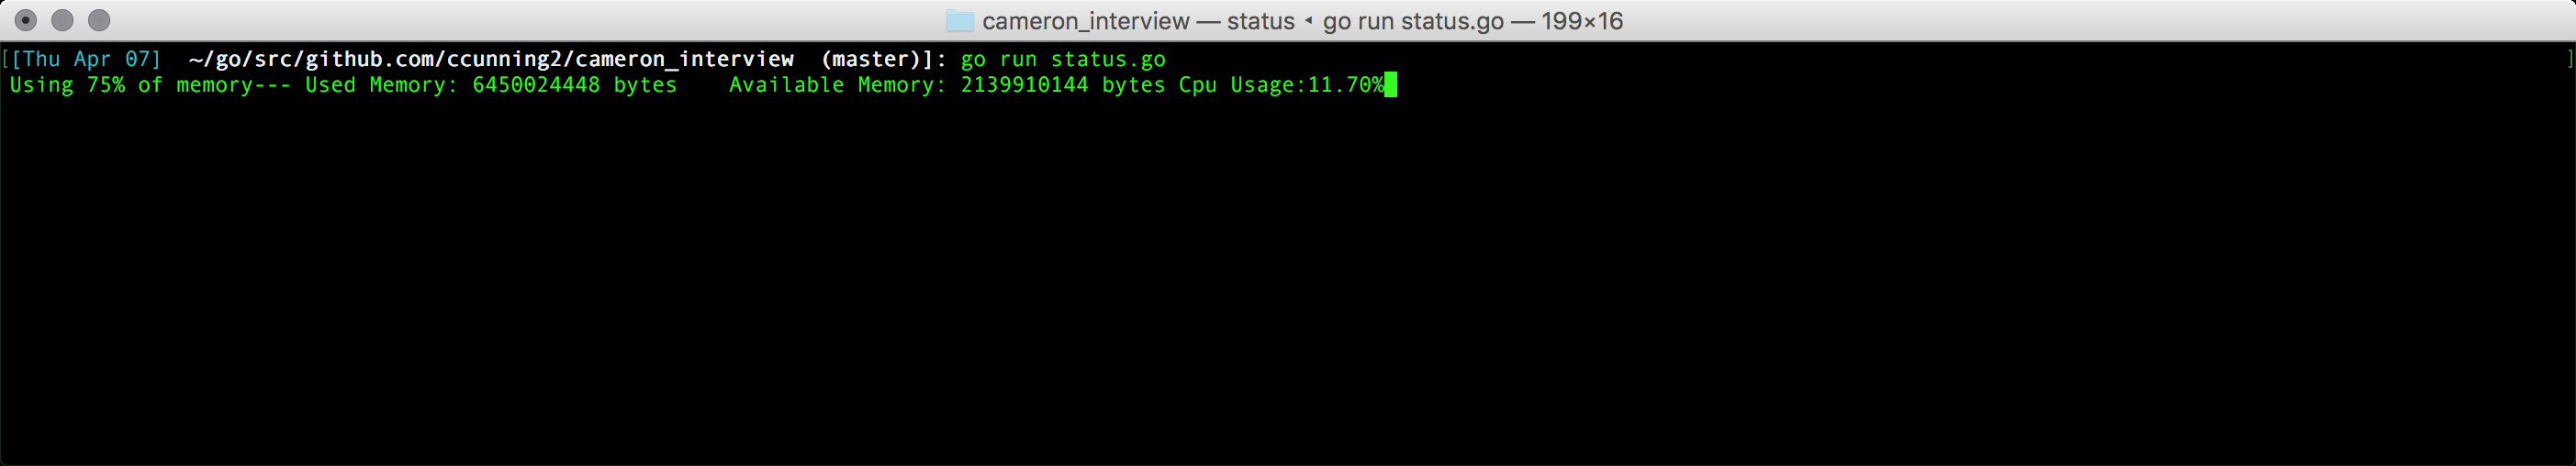 cameron_interview — status ◂ go run status.go — 199×16
[[Thu Apr 07]  ~/go/src/github.com/ccunning2/cameron_interview  (master)]: go run status.go ]
Using 75% of memory--- Used Memory: 6450024448 bytes    Available Memory: 2139910144 bytes Cpu Usage:11.70%